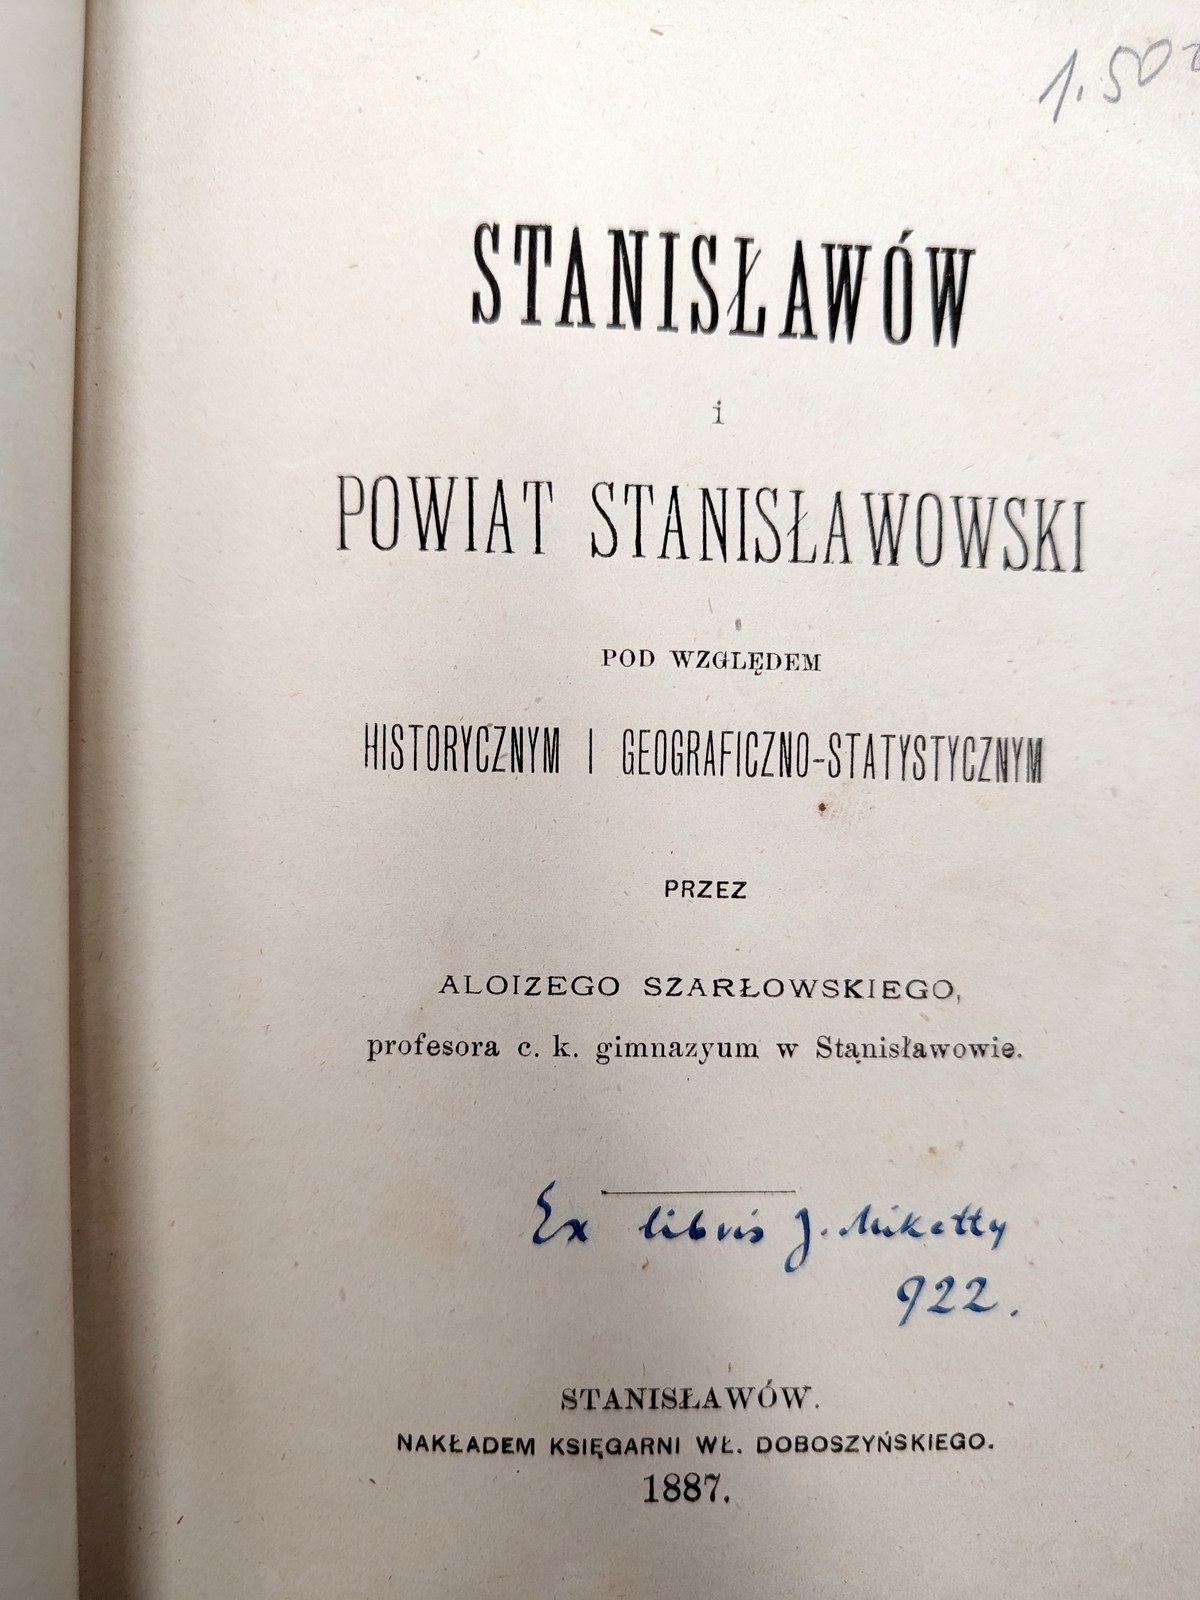 1.50
STANISŁAWÓW
i
POWIAT STANISŁAWOWSKI
POD WZGLĘDEM
HISTORYCZNYM I GEOGRAFICZNO-STATYSTYCZNYM
PRZEZ
ALOIZEGO SZARŁOWSKIEGO,
profesora c. k. gimnazyum w Stanisławowie.
Ex libris J. Miketty
922.
STANISŁAWÓW.
NAKŁADEM KSIĘGARNI WŁ. DOBOSZYŃSKIEGO.
1887.